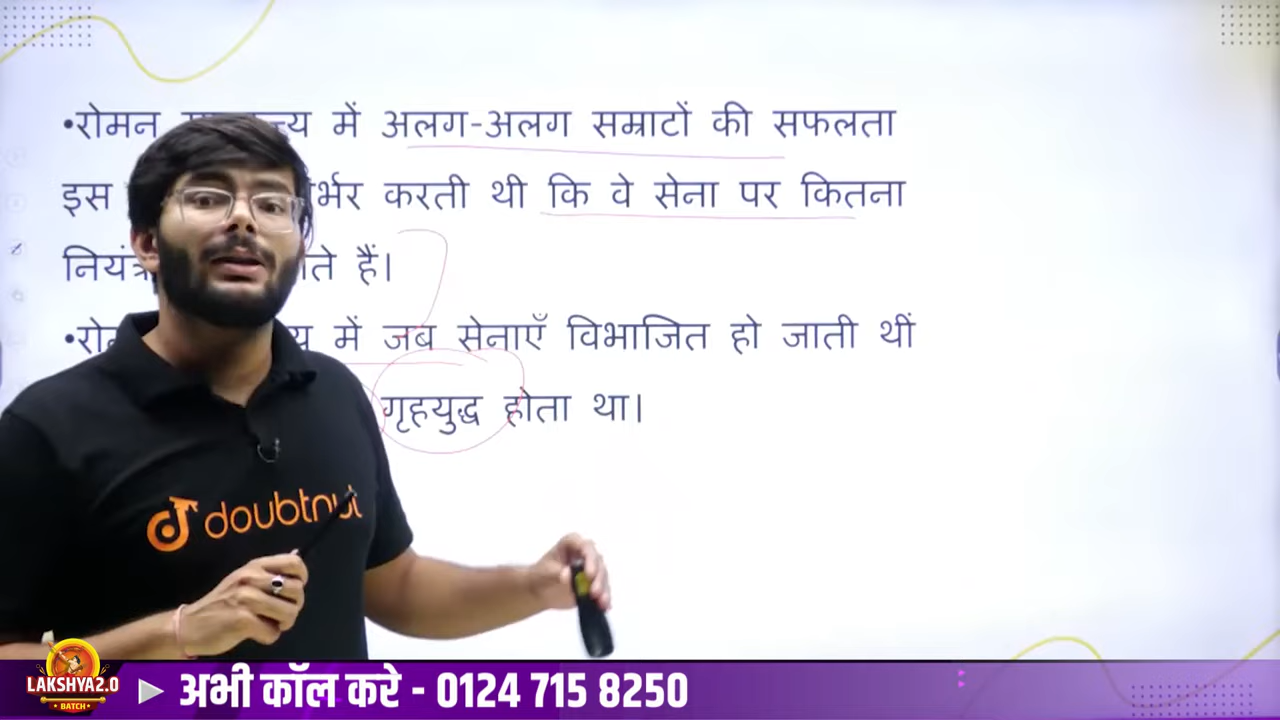 •रोमन में अलग-अलग सम्राटों की सफलता
इस करती थी कि वे सेना पर कितना
हैं।
में जब सेनाएँ विभाजित हो जाती थीं
गृहयुद्ध होता था।
doubtnut
LAKSHYA2.0
BATCH
अभी कॉल करे - 0124 715 8250